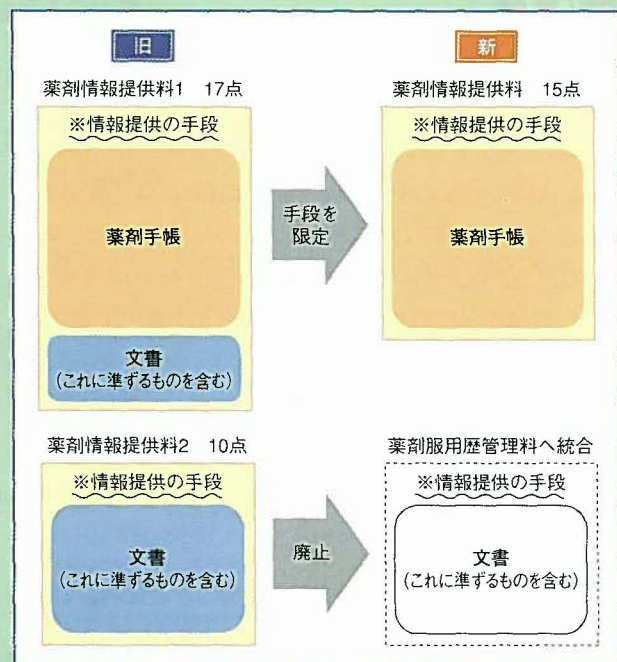 旧
新
薬剤情報提供料1 17点
薬剤情報提供料 15点
※情報提供の手段
薬剤手帳
文書
(これに準ずるものを含む)
手段を
限定
※情報提供の手段
薬剤手帳
薬剤情報提供料2 10点
薬剤服用歴管理料へ統合
※情報提供の手段
文書
(これに準ずるものを含む)
廃止
※情報提供の手段
文書
(これに準ずるものを含む)